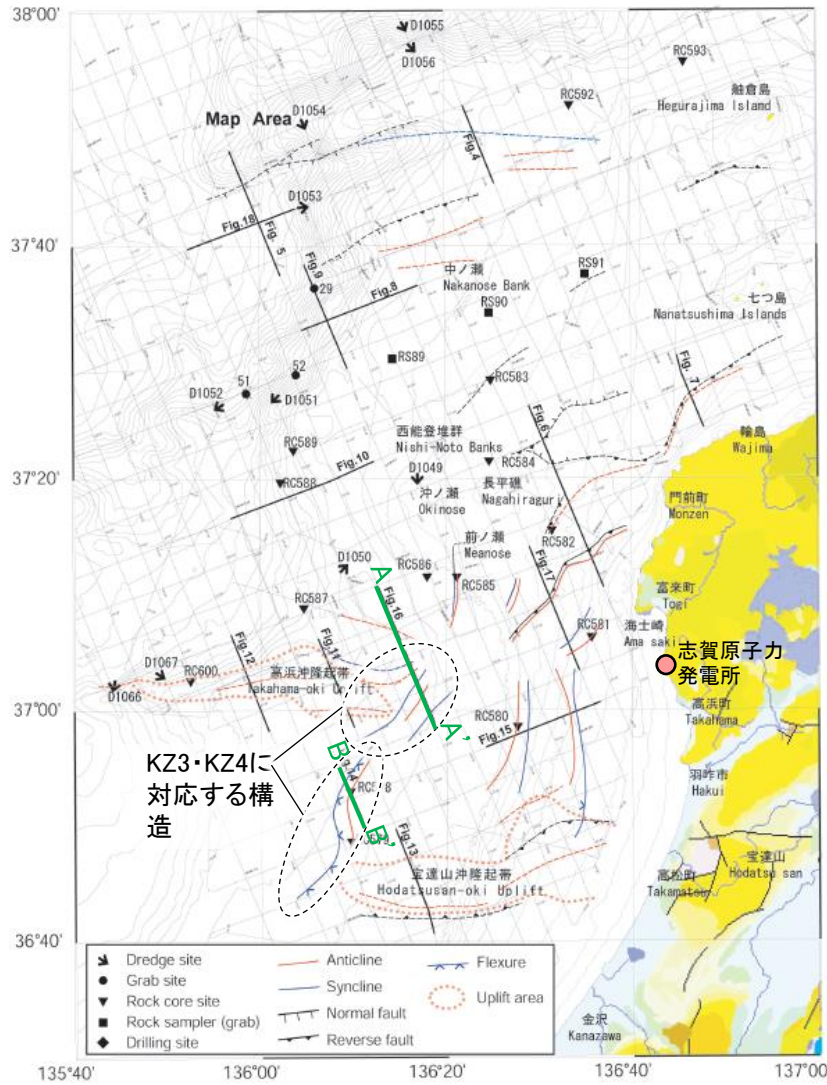 38°00'
D1055
D1056
RC593
RC592
舳倉島
Hegurajima Islamd
D1054
Map Area
Fig.4
D1053
Fig.18
Fig. 5
37°40'
Fig.9
29
中ノ瀬
Nakanose Bank
RS91
Fig.8
RS90
七つ島
Nanatsushima Islands
RS89
52
51
RC583
Fig. 7
D1052
D1051
西能登堆群
Nishi-Noto Banks
Fig.6
輪島
Wajima
RC589
Fig.10
RC584
37°20'
D1049
長平礁
Nagahiraguri
RC588
沖ノ瀬
Okinose
門前町
Monzen
前ノ瀬
Meanose
RC582
D1050
RC586
Fig.17
A
RC585
富来町
Togi
Fig.16
RC587
海士崎
Ama saki
RC581
Fig.11
Fig.12
志賀原子力
発電所
D1067
RC600
高浜沖隆起帯
Takahama-oki Uplift
D1066
37°00'
高浜町
Takahama
RC580
A'
Fig.15
KZ3・KZ4に
対応する構
造
B
羽咋市
Hakui
B'
Fig.13
宝達山
Hodatsu san
宝達山沖隆起帯
Hodatsusan-oki Uplift
高松町
Takamatsu
36°40'
Dredge site
Grab site
Rock core site
Rock sampler (grab)
Drilling site
Anticline
Syncline
Normal fault
Reverse fault
Flexure
Uplift area
金沢
Kanazawa
135°40'
136°00'
136°20'
136°40'
137°00'